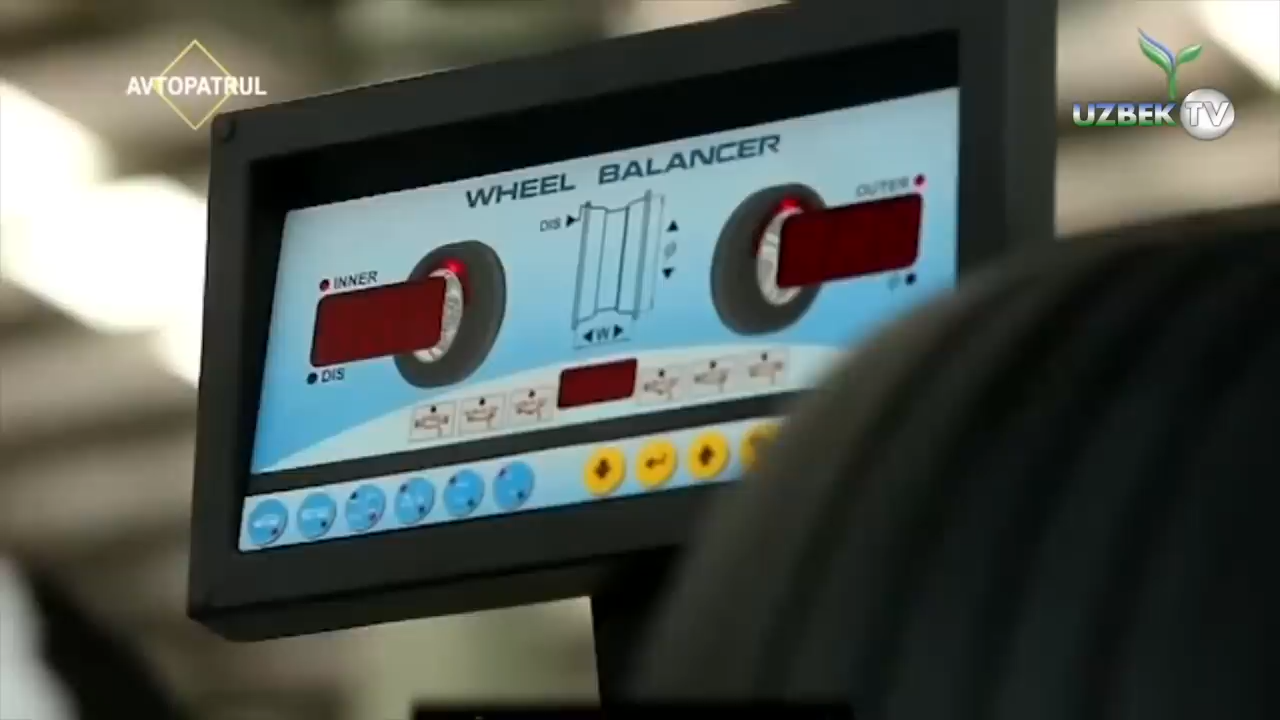 AVTOPATRUL
UZBEK TV
WHEEL BALANCER
DIS
OUTER
INNER
W
DIS